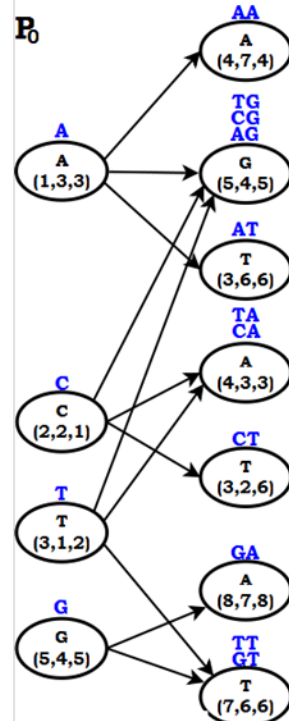 P0
A
A
(1,3,3)
C
C
(2,2,1)
T
T
(3,1,2)
G
G
(5,4,5)
AA
A
(4,7,4)
TG
CG
AG
G
(5,4,5)
AT
T
(3,6,6)
TA
CA
A
(4,3,3)
CT
T
(3,2,6)
GA
A
(8,7,8)
TT
GT
T
(7,6,6)